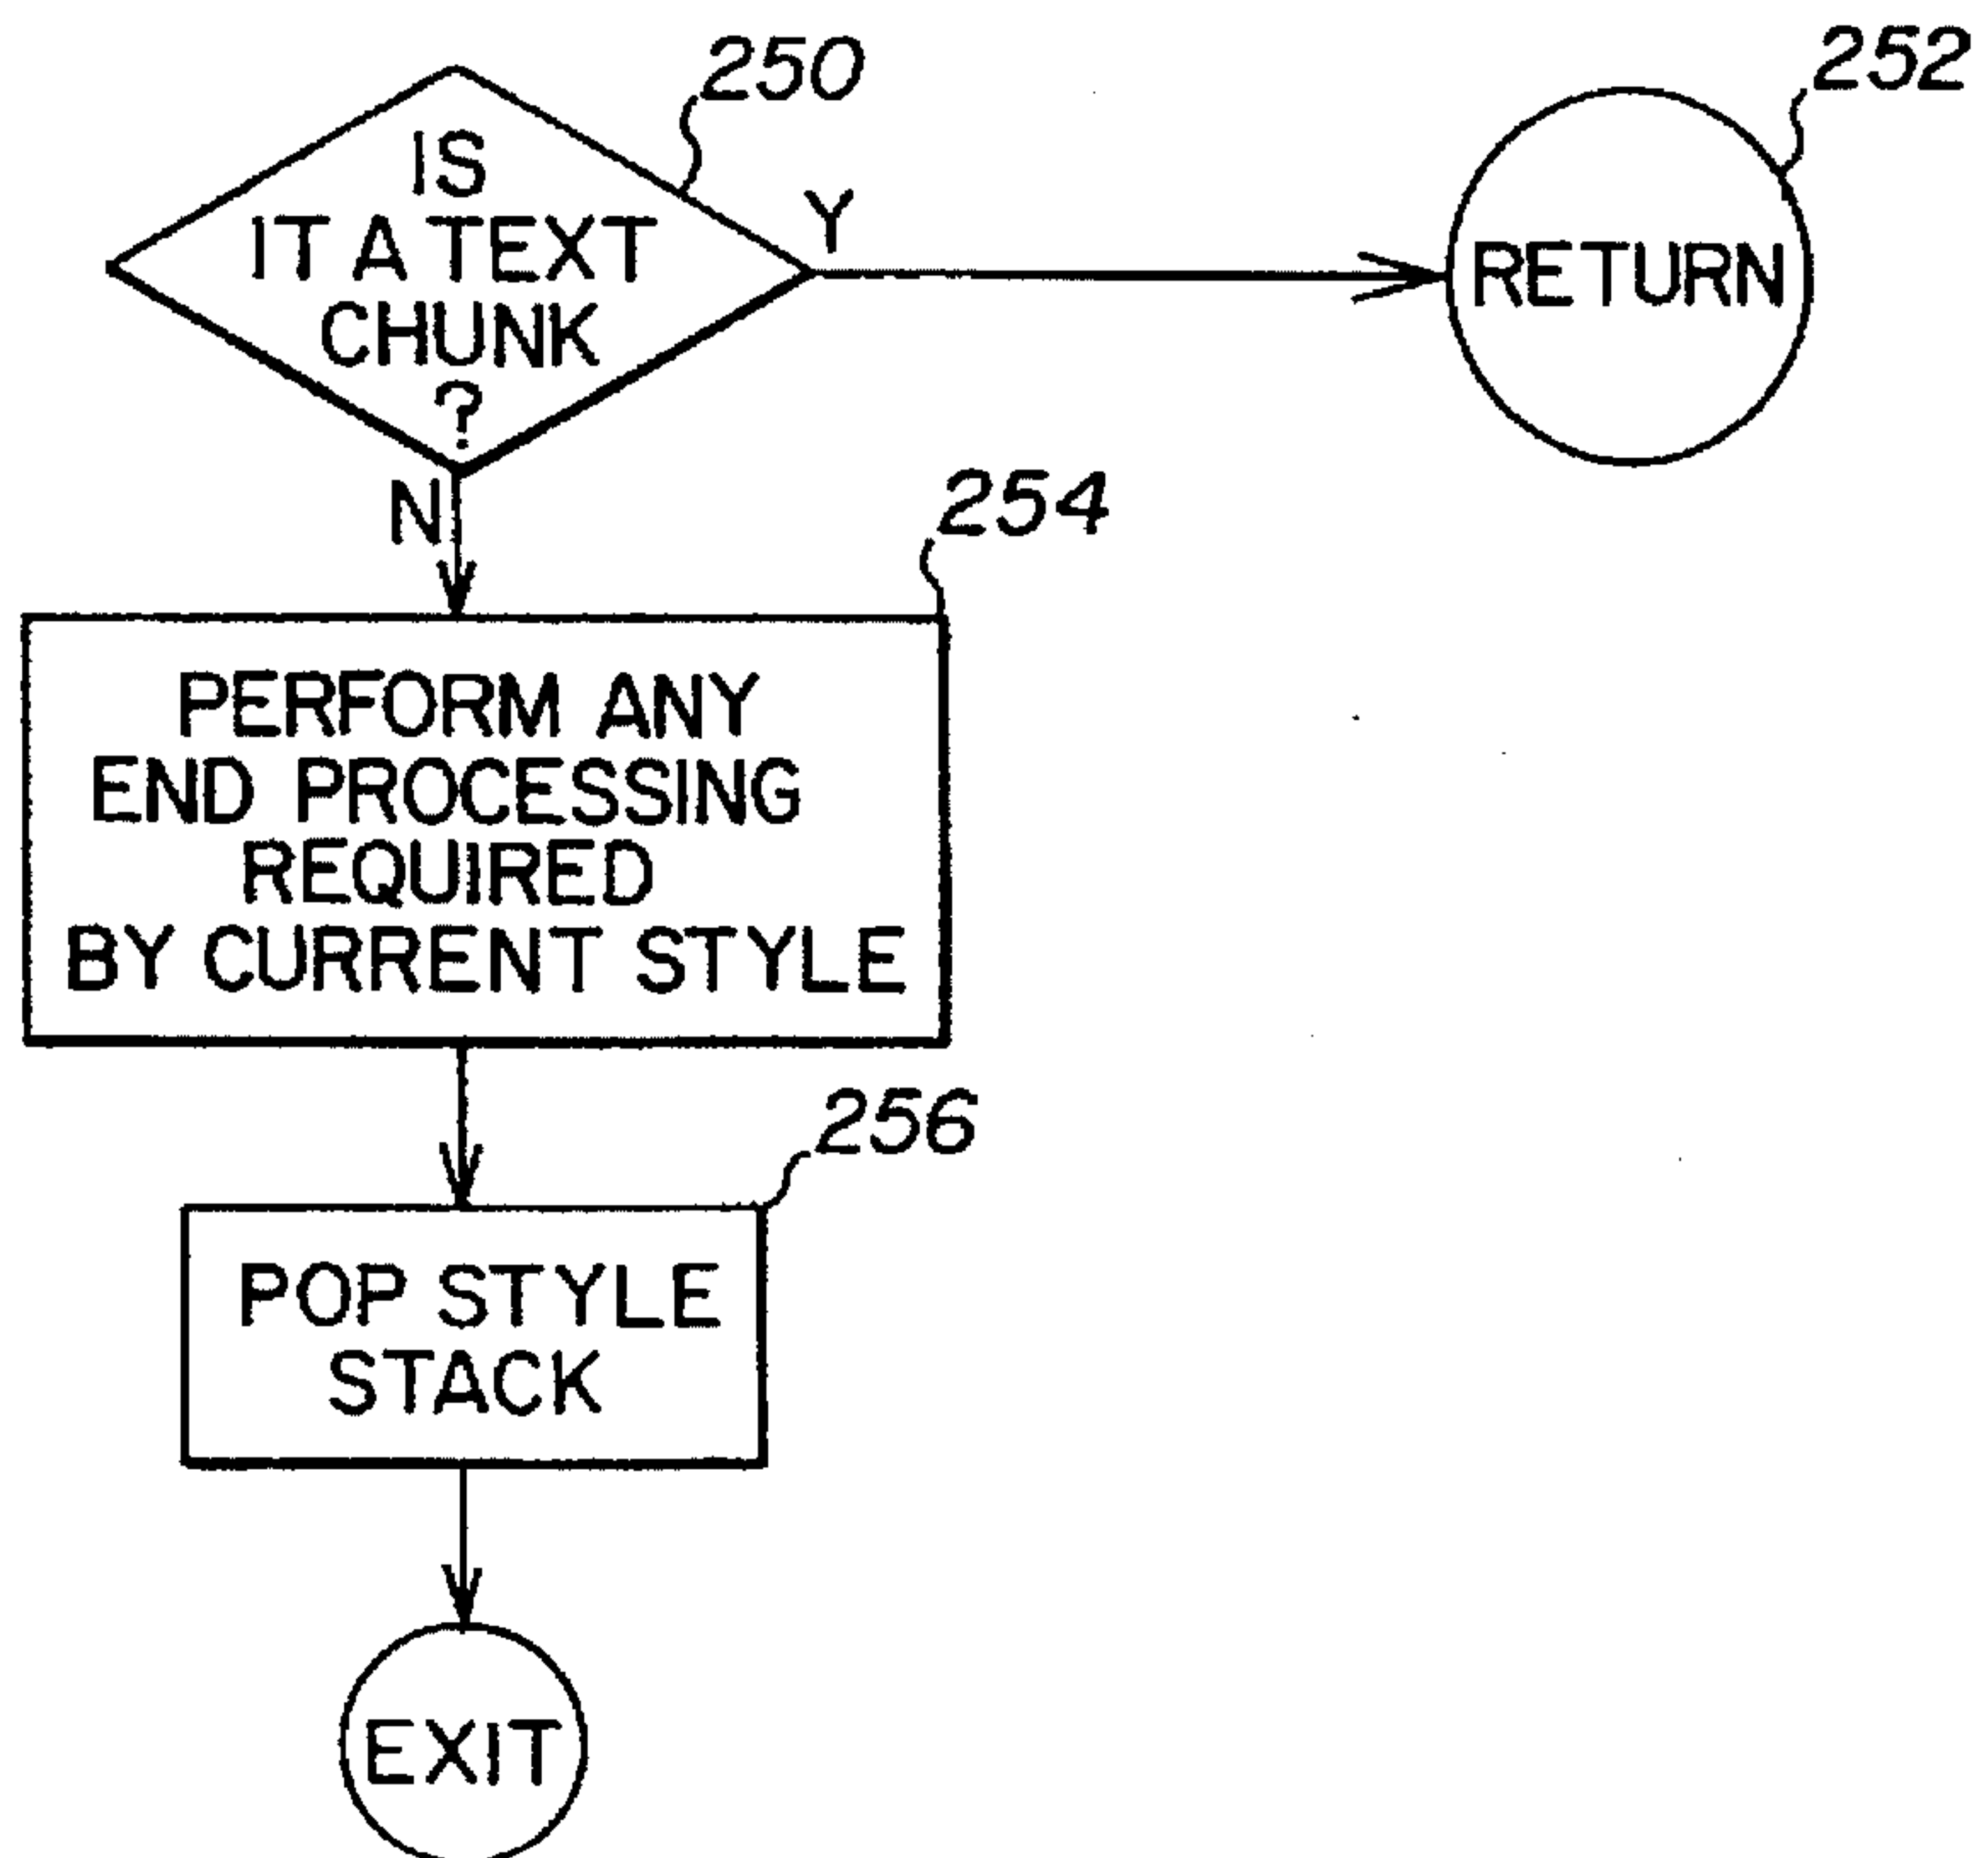 250
252
IS
IT A TEXT
CHUNK
?
Y
RETURN
N
254
PERFORM ANY
END PROCESSING
REQUIRED
BY CURRENT STYLE
256
POP STYLE
STACK
EXIT